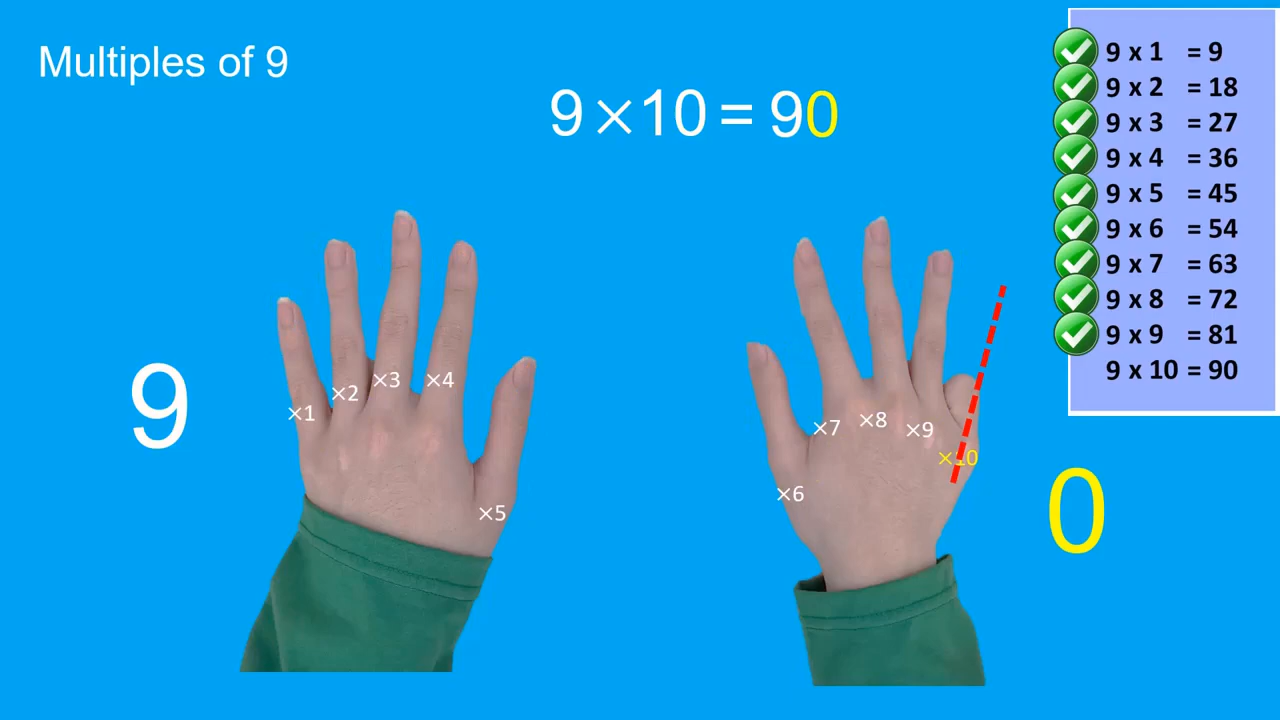 Multiples of 9
9×10=90
9 x 1 = 9
9 x 2 = 18
9 x 3 = 27
9 x 4 = 36
9 x 5 = 45
9 x 6 = 54
9 x 7 = 63
9 x 8 = 72
9 x 9 = 81
9 x 10 = 90
9
×1
×2
×3
×4
×5
×6
×7
×8
×9
×10
0